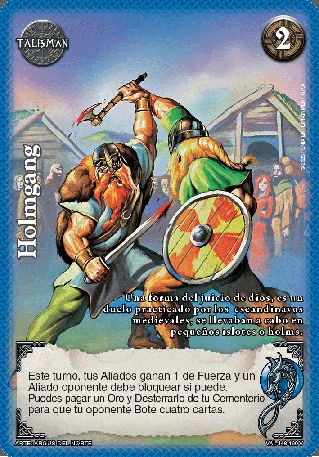 TALISMAN
2
Holmgang
Una forma del juicio de dios, es un
duelo practicado por los escandinavos
medievales, se llevaban a cabo en
pequeños islotes o holms.
Este turno, tus Aliados ganan 1 de Fuerza y un
Aliado oponente debe bloquear si puede.
Puedes pagar un Oro y Desterrarlo de tu Cementerio
para que tu oponente Bote cuatro cartas.